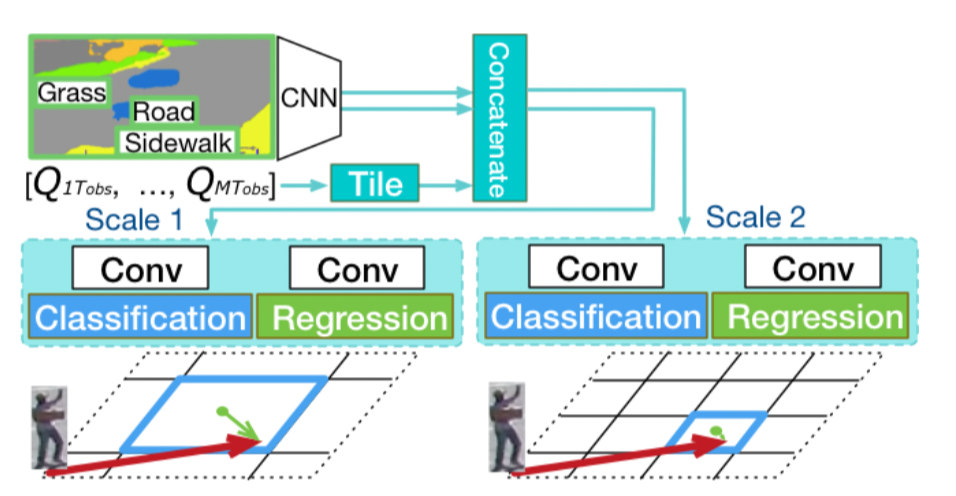 Grass
Road
Sidewalk
CNN
Concatenate
[Q1Tobs, ..., QMTobs]
Tile
Scale 1
Scale 2
Conv
Conv
Conv
Conv
Classification
Regression
Classification
Regression